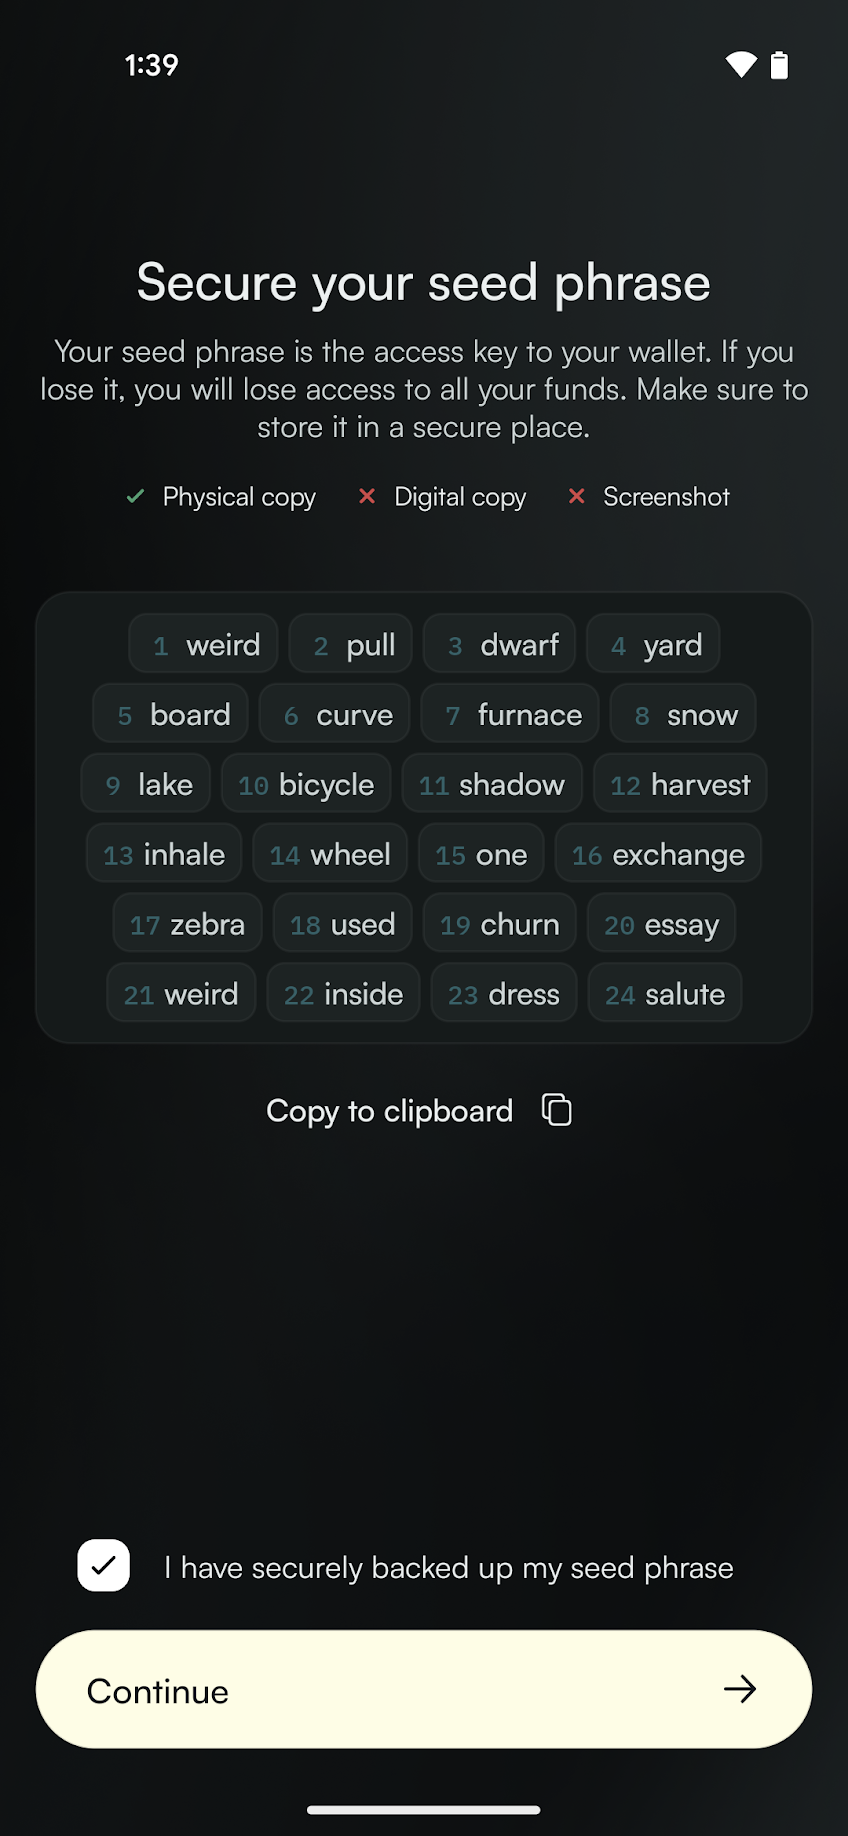 1:39
Secure your seed phrase
Your seed phrase is the access key to your wallet. If you
lose it, you will lose access to all your funds. Make sure to
store it in a secure place.
Physical copy Digital copy Screenshot
1 weird 2 pull 3 dwarf 4 yard
5 board 6 curve 7 furnace 8 snow
9 lake 10 bicycle 11 shadow 12 harvest
13 inhale 14 wheel 15 one 16 exchange
17 zebra 18 used 19 churn 20 essay
21 weird 22 inside 23 dress 24 salute
Copy to clipboard
I have securely backed up my seed phrase
Continue